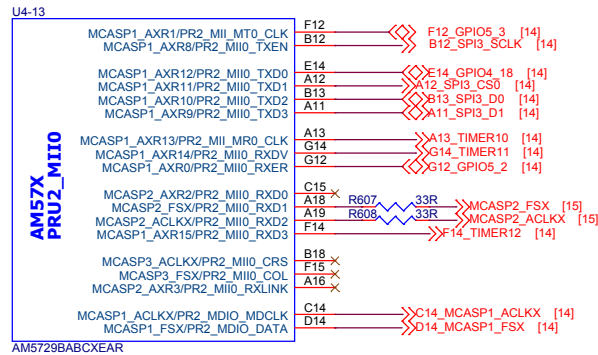 U4-13
MCASP1_AXR1/PR2_MII_MT0_CLK F12 F12_GPIO5_3 [14]
MCASP1_AXR8/PR2_MII0_TXEN B12 B12_SPI3_SCLK [14]
MCASP1_AXR12/PR2_MII0_TXD0 E14 E14_GPIO4_18 [14]
MCASP1_AXR11/PR2_MII0_TXD1 A12 A12_SPI3_CS0 [14]
MCASP1_AXR10/PR2_MII0_TXD2 B13 B13_SPI3_D0 [14]
MCASP1_AXR9/PR2_MII0_TXD3 A11 A11_SPI3_D1 [14]
MCASP1_AXR13/PR2_MII_MR0_CLK A13 A13_TIMER10 [14]
MCASP1_AXR14/PR2_MII0_RXDV G14 G14_TIMER11 [14]
MCASP1_AXR0/PR2_MII0_RXER G12 G12_GPIO5_2 [14]
MCASP2_AXR2/PR2_MII0_RXD0 C15
MCASP2_FSX/PR2_MII0_RXD1 A18 R607 33R MCASP2_FSX [15]
MCASP2_ACLKX/PR2_MII0_RXD2 A19 R608 33R MCASP2_ACLKX [15]
MCASP1_AXR15/PR2_MII0_RXD3 F14 F14_TIMER12 [14]
MCASP3_ACLKX/PR2_MII0_CRS B18
MCASP3_FSX/PR2_MII0_COL F15
MCASP2_AXR3/PR2_MII0_RXLINK A16
MCASP1_ACLKX/PR2_MDIO_MDCLK C14 C14_MCASP1_ACLKX [14]
MCASP1_FSX/PR2_MDIO_DATA D14 D14_MCASP1_FSX [14]
AM57X
PRU2_MII0
AM5729BABCXEAR